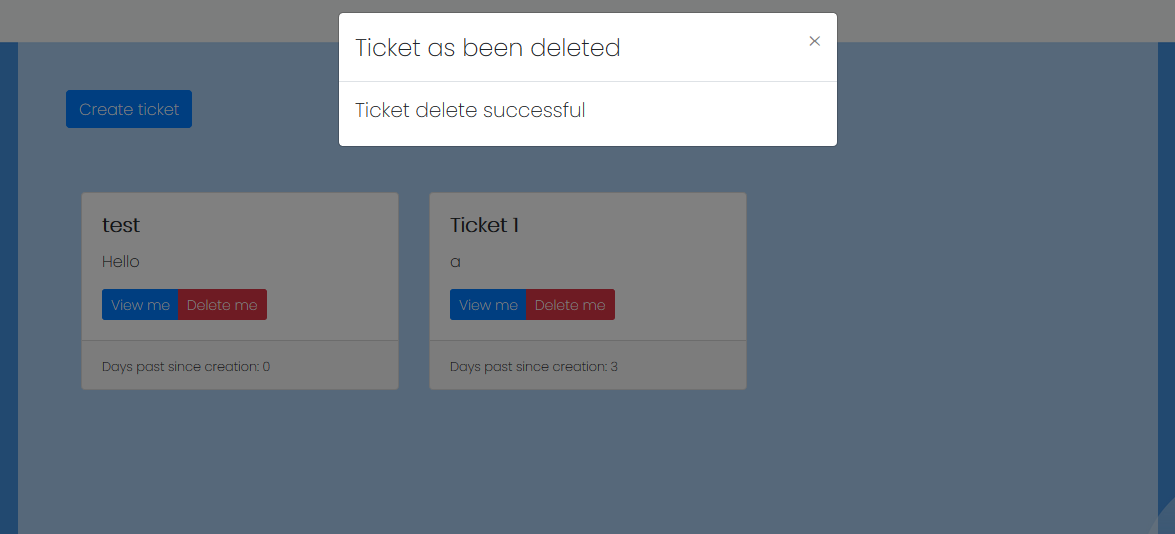 Ticket as been deleted
×
Ticket delete successful
Create ticket
test
Hello
View me Delete me
Days past since creation: 0
Ticket 1
a
View me Delete me
Days past since creation: 3